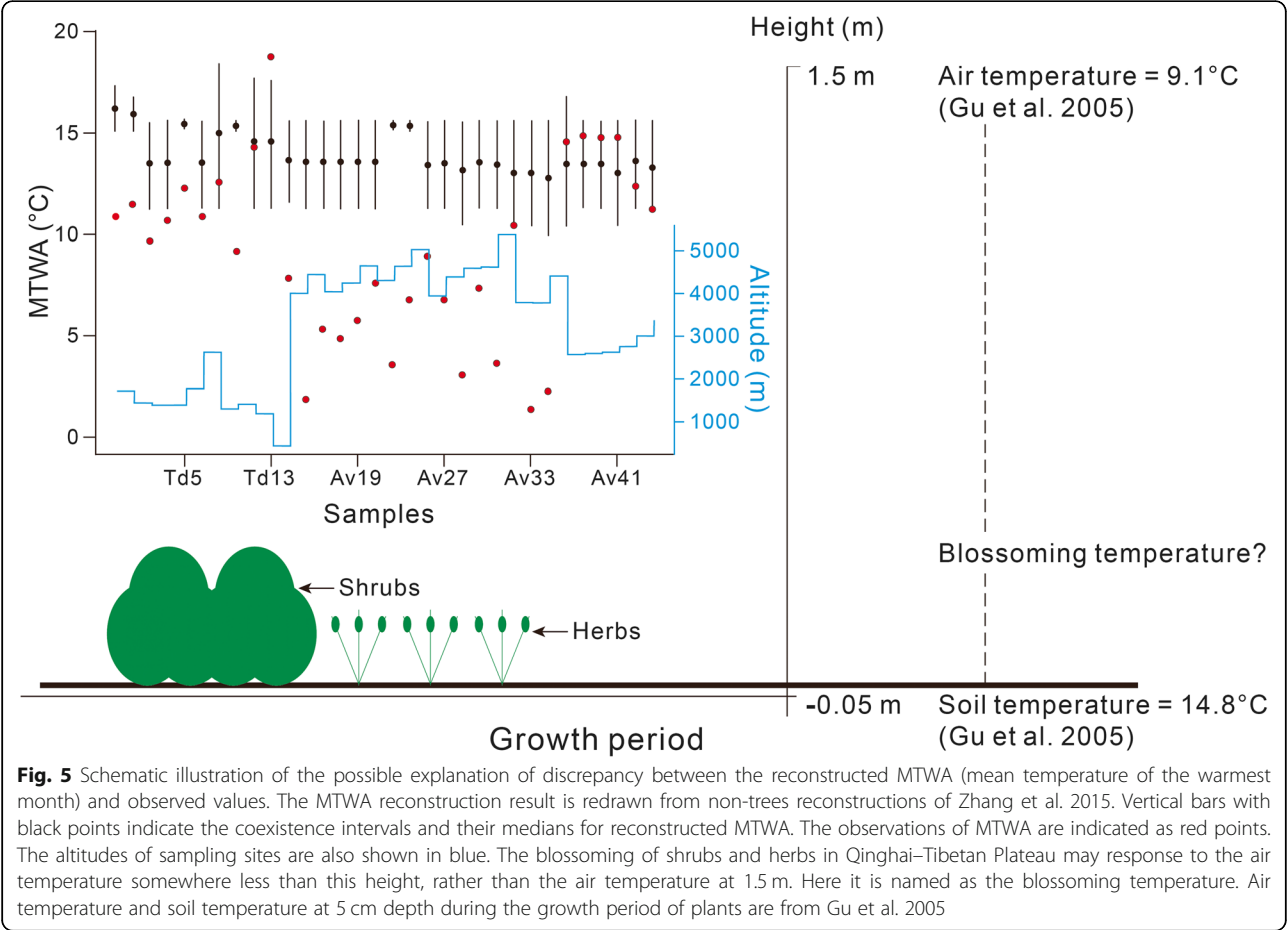 20
15
10
5
0
MTWA (°C)
5000
4000
3000
2000
1000
Altitude (m)
Td5 Td13 Av19 Av27 Av33 Av41
Samples
Height (m)
1.5 m
Air temperature = 9.1°C
(Gu et al. 2005)
Blossoming temperature?
Shrubs
Herbs
-0.05 m
Soil temperature = 14.8°C
(Gu et al. 2005)
Growth period
Fig. 5 Schematic illustration of the possible explanation of discrepancy between the reconstructed MTWA (mean temperature of the warmest
month) and observed values. The MTWA reconstruction result is redrawn from non-trees reconstructions of Zhang et al. 2015. Vertical bars with
black points indicate the coexistence intervals and their medians for reconstructed MTWA. The observations of MTWA are indicated as red points.
The altitudes of sampling sites are also shown in blue. The blossoming of shrubs and herbs in Qinghai–Tibetan Plateau may response to the air
temperature somewhere less than this height, rather than the air temperature at 1.5 m. Here it is named as the blossoming temperature. Air
temperature and soil temperature at 5 cm depth during the growth period of plants are from Gu et al. 2005